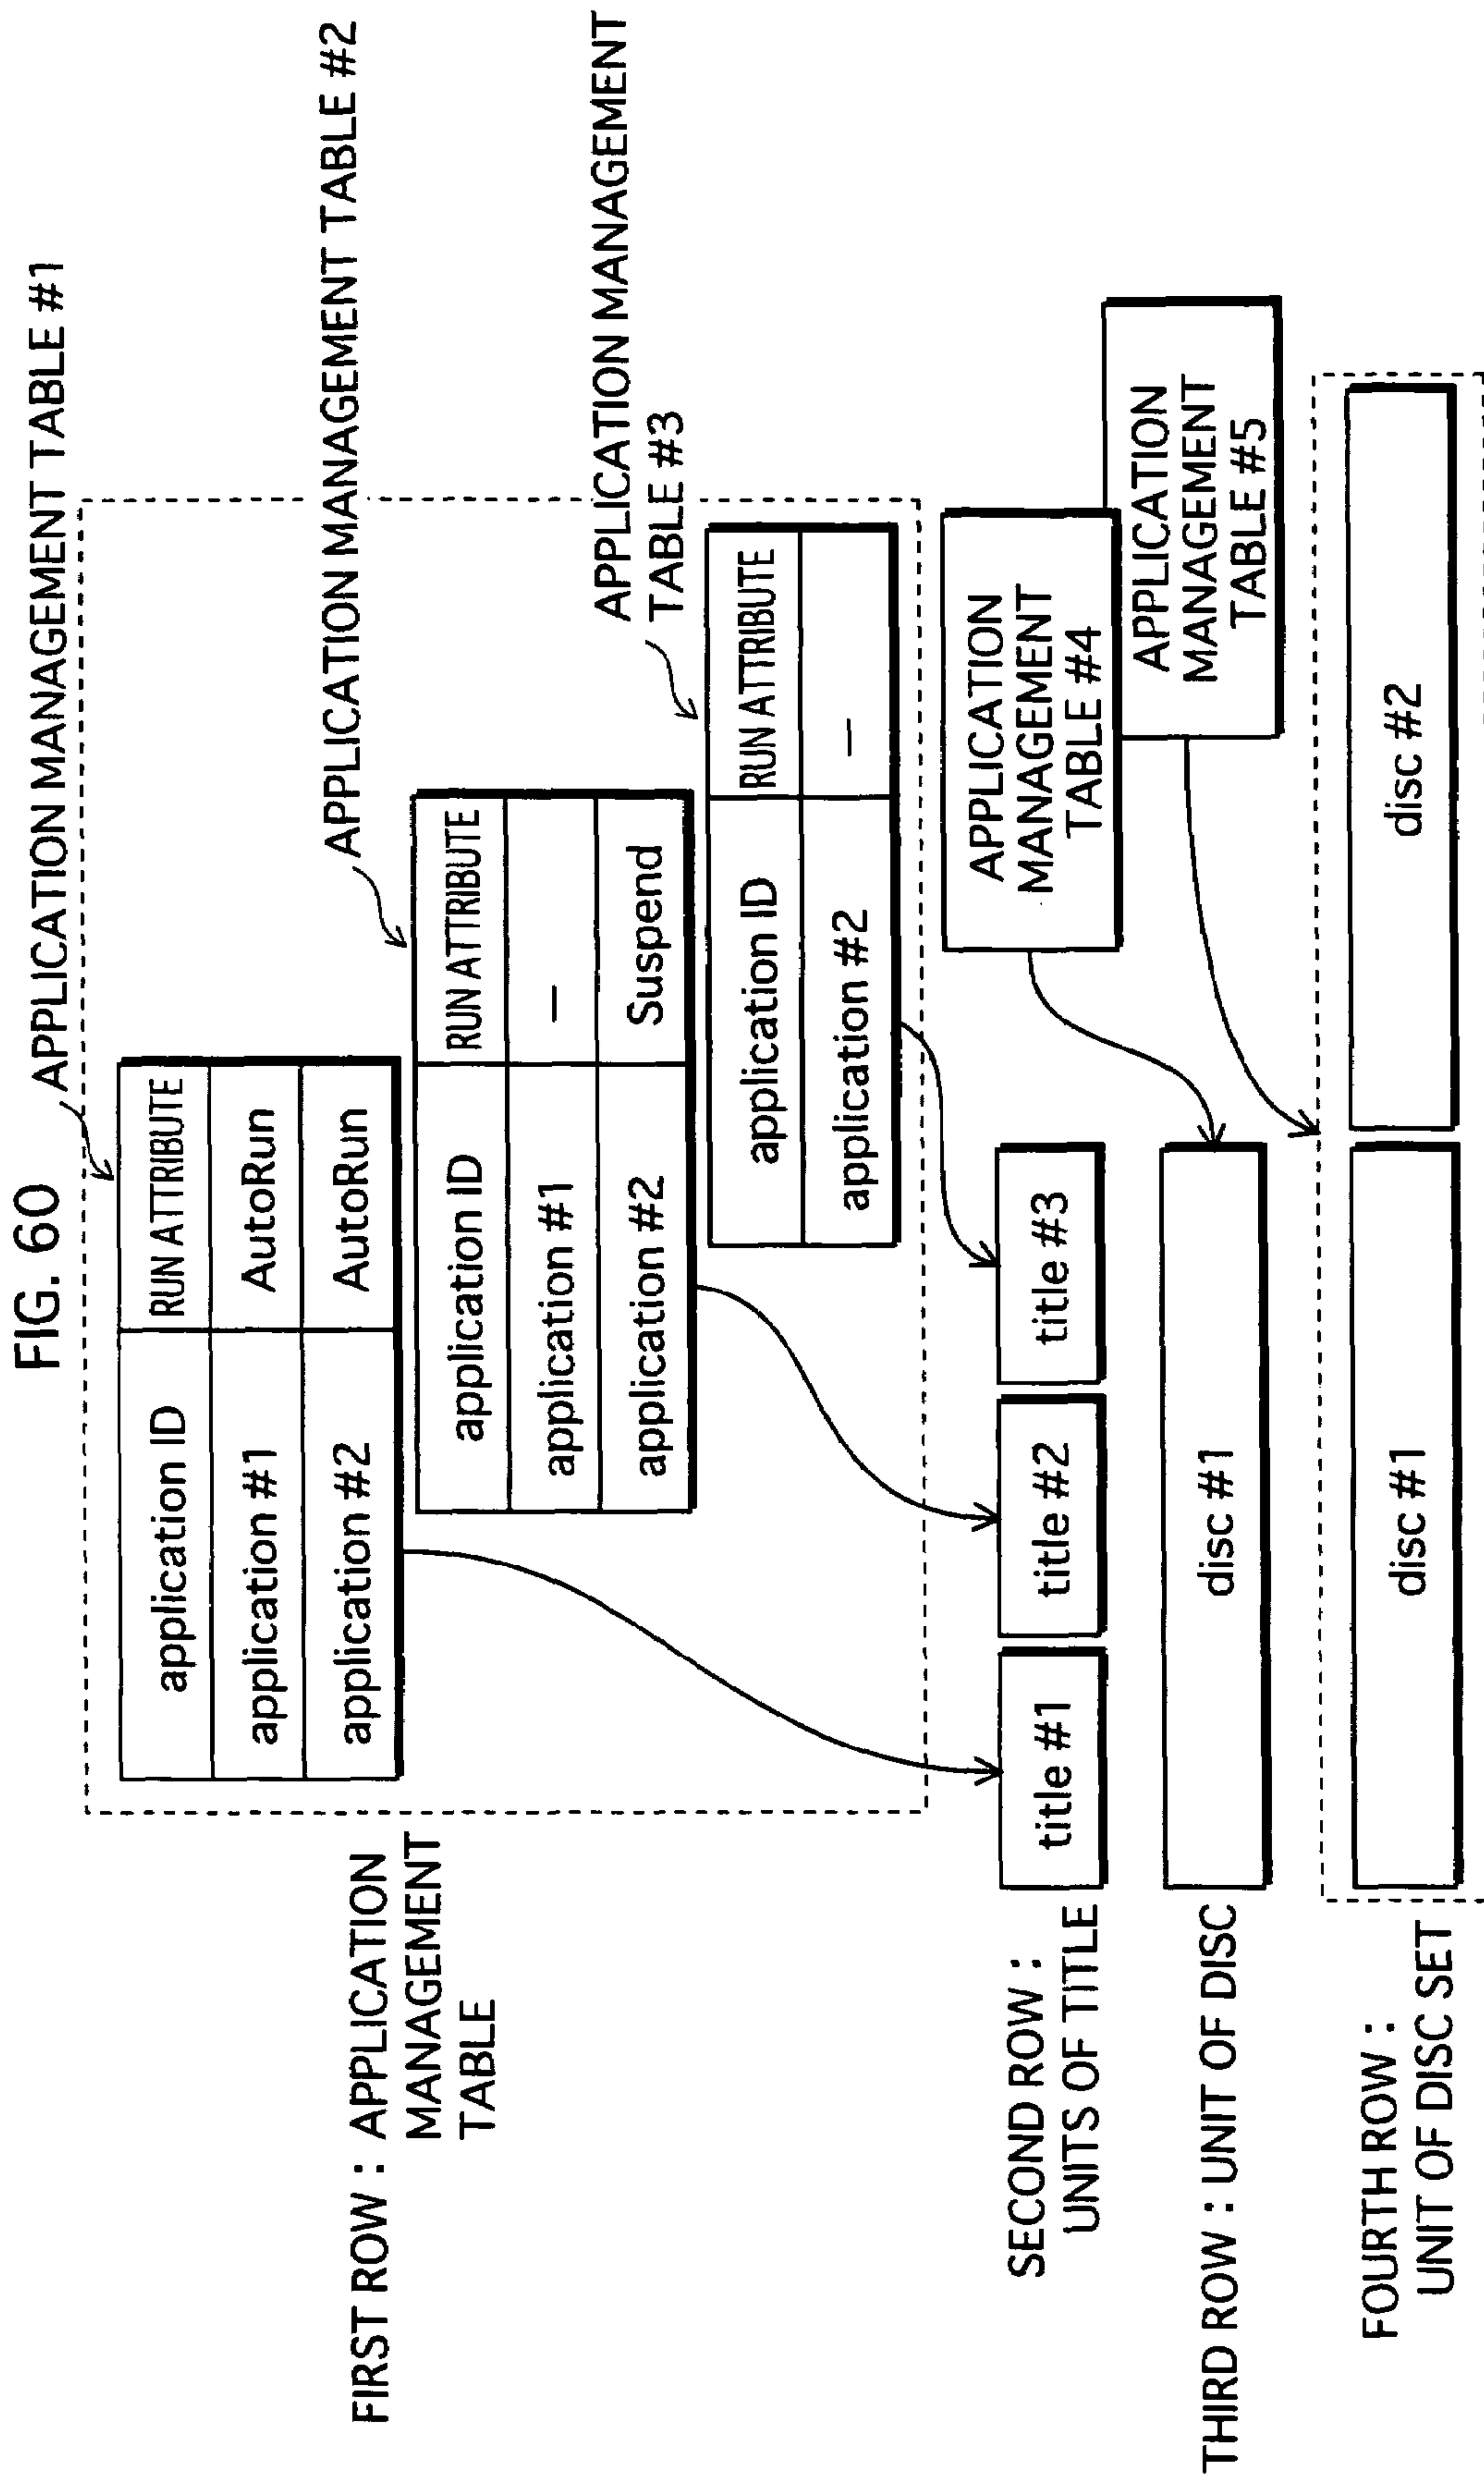 FIG. 60
APPLICATION MANAGEMENT TABLE #1
application ID RUN ATTRIBUTE
application #1 AutoRun
application #2 AutoRun
APPLICATION MANAGEMENT TABLE #2
application ID RUN ATTRIBUTE
application #1 –
application #2 Suspend
APPLICATION MANAGEMENT
TABLE #3
application ID RUN ATTRIBUTE
application #2 –
FIRST ROW : APPLICATION
MANAGEMENT
TABLE
APPLICATION
MANAGEMENT
TABLE #4
APPLICATION
MANAGEMENT
TABLE #5
SECOND ROW :
UNITS OF TITLE
title #1 title #2 title #3
THIRD ROW : UNIT OF DISC
disc #1
FOURTH ROW :
UNIT OF DISC SET
disc #1 disc #2